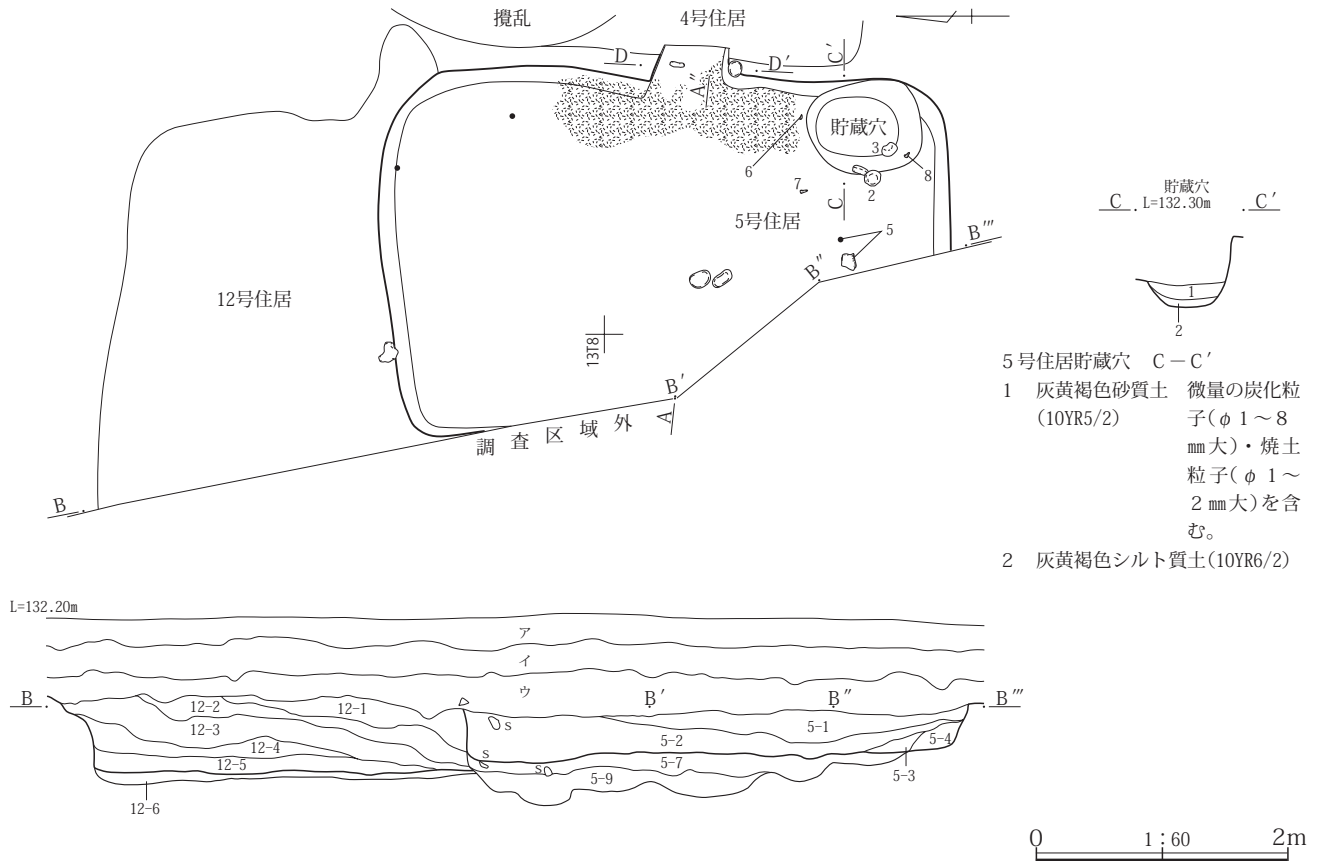 攪乱
4号住居
D
D′
C′
A″
貯蔵穴
3
6
8
7
2
C
5号住居
5
B‴
B″
12号住居
13T8
B′
A
調査区域外
B
貯蔵穴
C L=132.30m C′
1
2
5号住居貯蔵穴 C－C′
1 灰黄褐色砂質土 微量の炭化粒
(10YR5/2) 子(φ1～8
㎜大)・焼土
粒子(φ1～
2㎜大)を含
む。
2 灰黄褐色シルト質土(10YR6/2)
L=132.20m
ア
イ
ウ
B B′ B″ B‴
12-2 12-1
12-3 S 5-1
12-4 5-2 5-4
12-5 S 5-7
S 5-9 5-3
12-6
0 1:60 2m